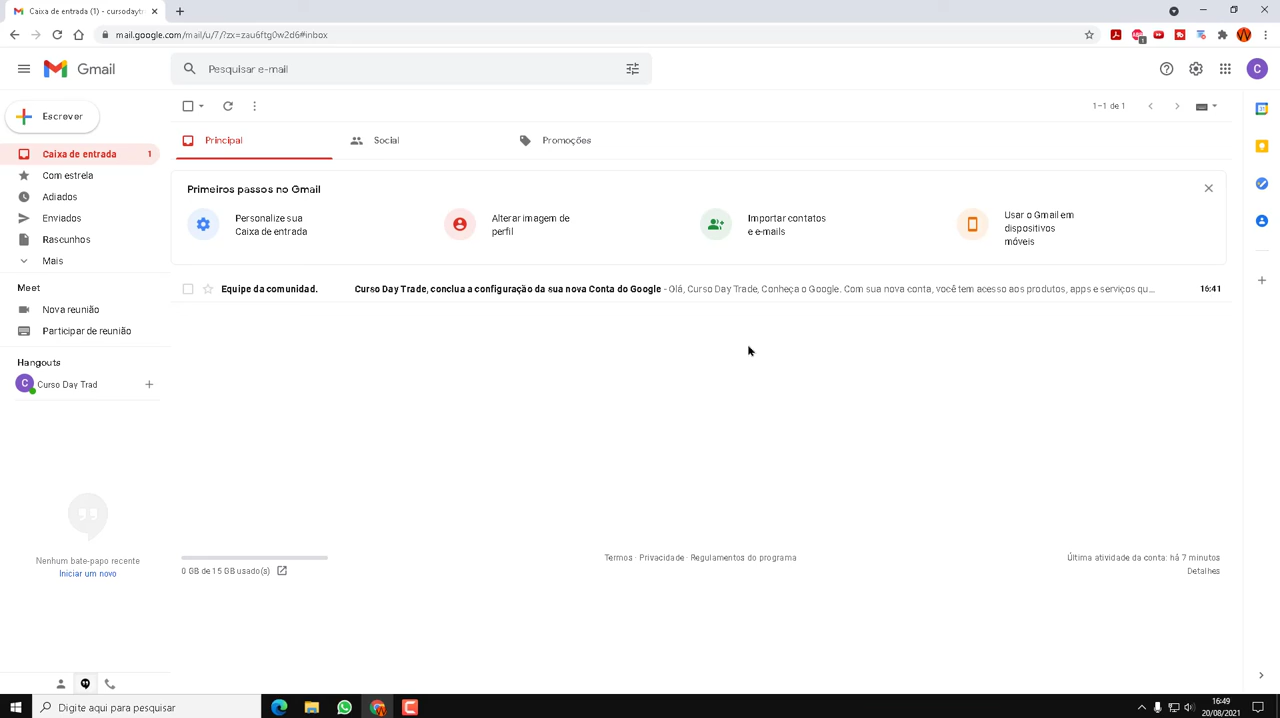 Caixa de entrada (1) - cursodaytr
mail.google.com/mail/u/7/?zx=zau6ftg0w2d6#inbox
Gmail
Pesquisar e-mail
C
Escrever
1–1 de 1
Principal
Social
Promoções
Caixa de entrada 1
Com estrela
Adiados
Enviados
Rascunhos
Mais
Primeiros passos no Gmail
Personalize sua
Caixa de entrada
Alterar imagem de
perfil
Importar contatos
e e-mails
Usar o Gmail em
dispositivos
móveis
Equipe da comunid. Curso Day Trade, conclua a configuração da sua nova Conta do Google - Olá, Curso Day Trade, Conheça o Google. Com sua nova conta, você tem acesso aos produtos, apps e serviços qu... 16:41
Meet
Nova reunião
Participar de reunião
Hangouts
C Curso Day Trad
Nenhum bate-papo recente
Iniciar um novo
0 GB de 15 GB usado(s)
Termos · Privacidade · Regulamentos do programa
Última atividade da conta: há 7 minutos
Detalhes
Digite aqui para pesquisar
16:49
20/08/2021